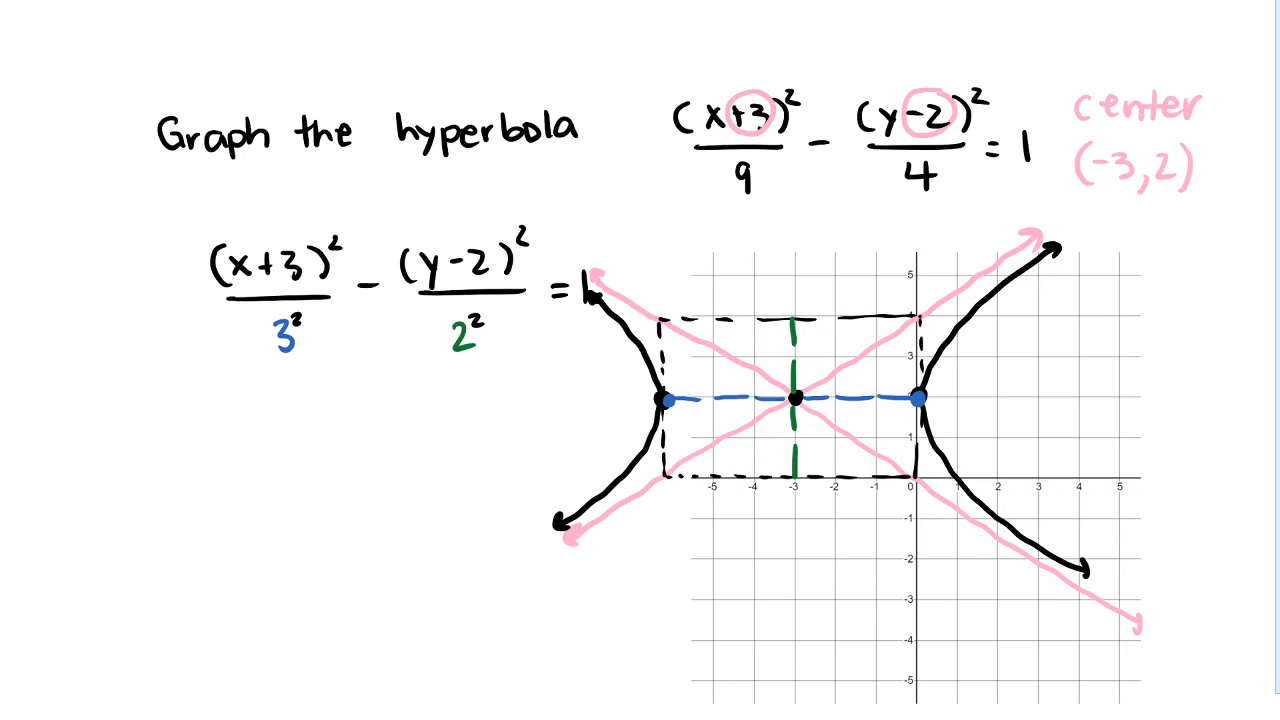 Graph the hyperbola (x+3)²/9 - (y-2)²/4 = 1
center
(-3,2)
(x+3)²/3² - (y-2)²/2² = 1
5
4
3
1
-5 -4 -3 -2 -1 0 1 2 3 4 5
-1
-2
-3
-4
-5